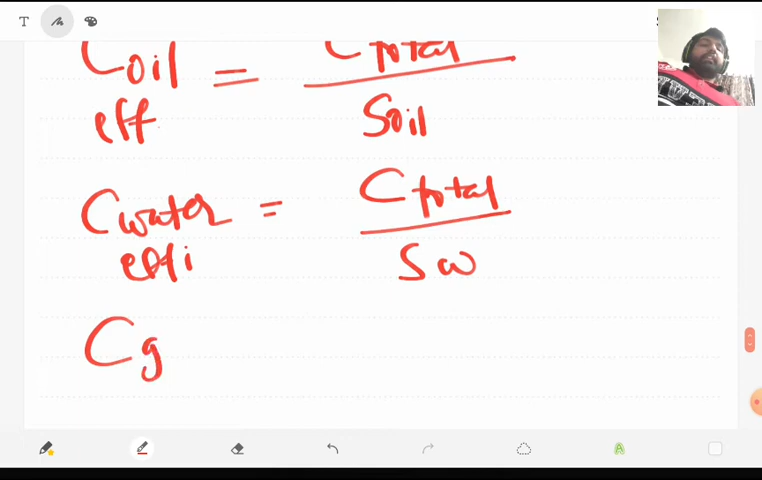 T S
Coil = Ctotal
eff Soil
Cwater = Ctotal
effi Sw
Cg
A